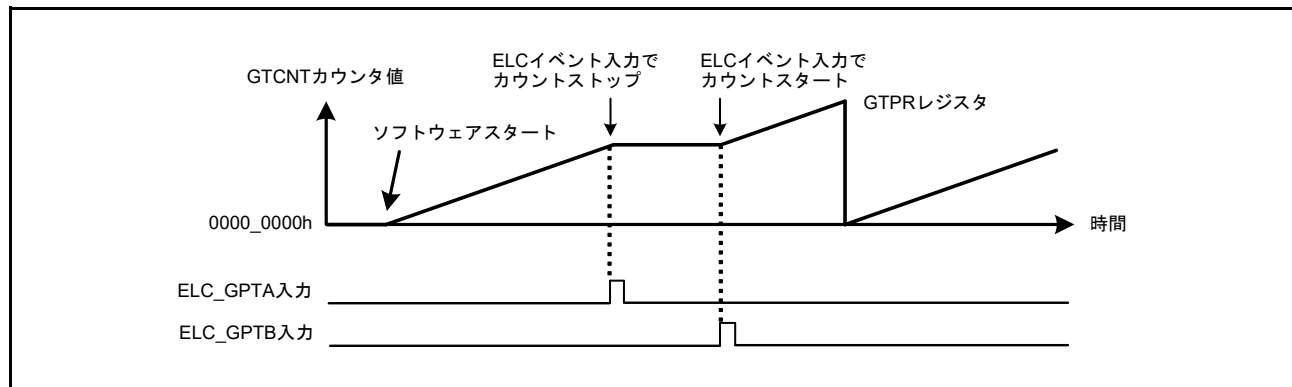 GTCNTカウンタ値
ELCイベント入力で
カウントストップ
ELCイベント入力で
カウントスタート
GTPRレジスタ
ソフトウェアスタート
0000_0000h
時間
ELC_GPTA入力
ELC_GPTB入力